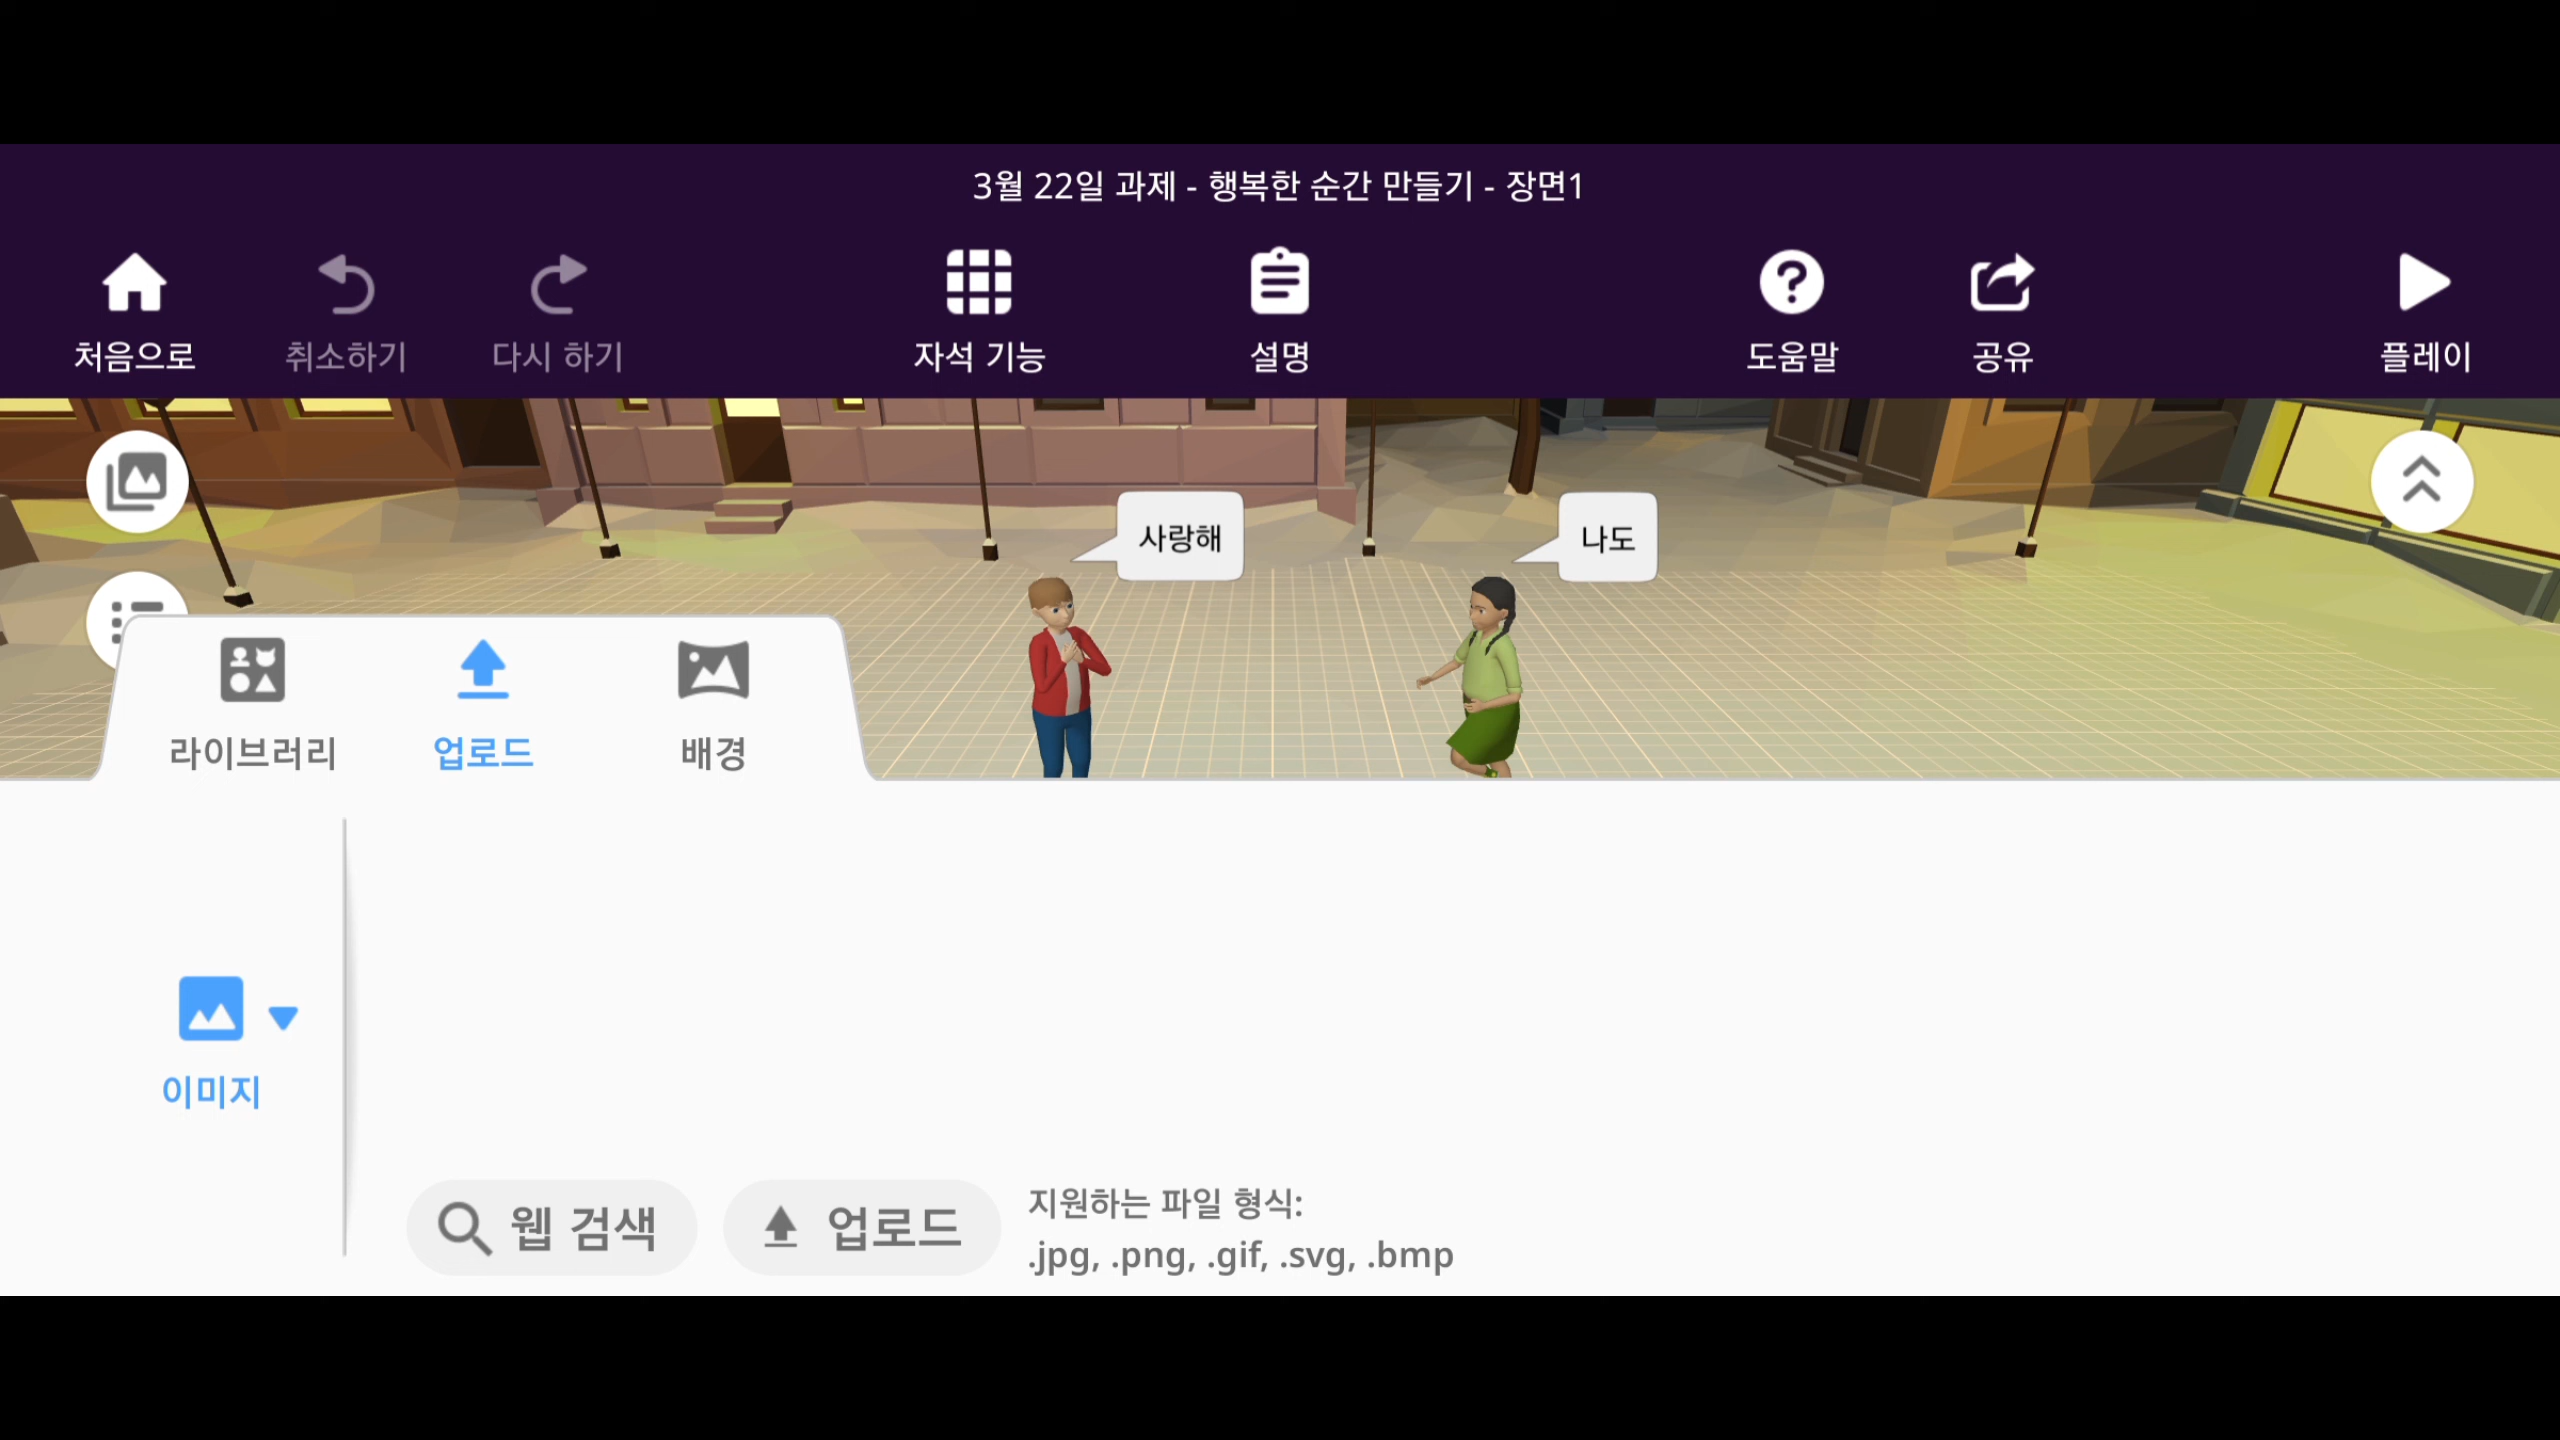 3월 22일 과제 - 행복한 순간 만들기 - 장면1
처음으로
취소하기
다시 하기
자석 기능
설명
도움말
공유
플레이
사랑해
나도
라이브러리
업로드
배경
이미지
웹 검색
업로드
지원하는 파일 형식:
.jpg, .png, .gif, .svg, .bmp